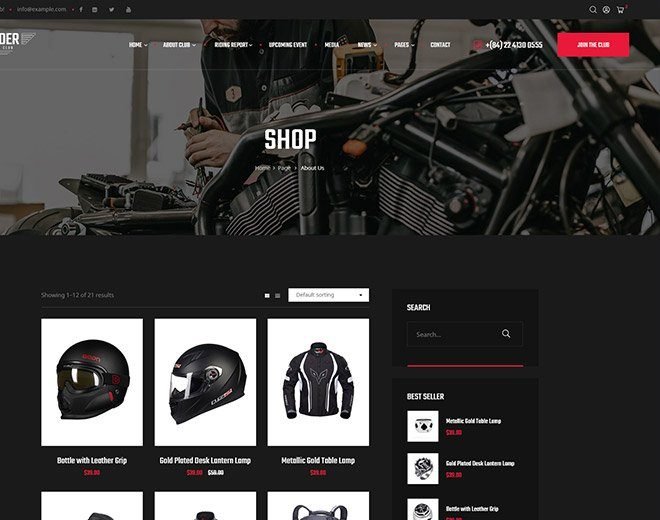 info@example.com
DER
CLUB
HOME
ABOUT CLUB
RIDING REPORT
UPCOMING EVENT
MEDIA
NEWS
PAGES
CONTACT
+(84) 22 4130 0555
JOIN THE CLUB
SHOP
Home > Page > About Us
Showing 1–12 of 21 results
Default sorting
SEARCH
Search...
BEST SELLER
Bottle with Leather Grip
$39.00
Gold Plated Desk Lantern Lamp
$39.00 $50.00
Metallic Gold Table Lamp
$39.00
Metallic Gold Table Lamp
$39.00
Gold Plated Desk Lantern Lamp
$39.00
Bottle with Leather Grip
$39.00